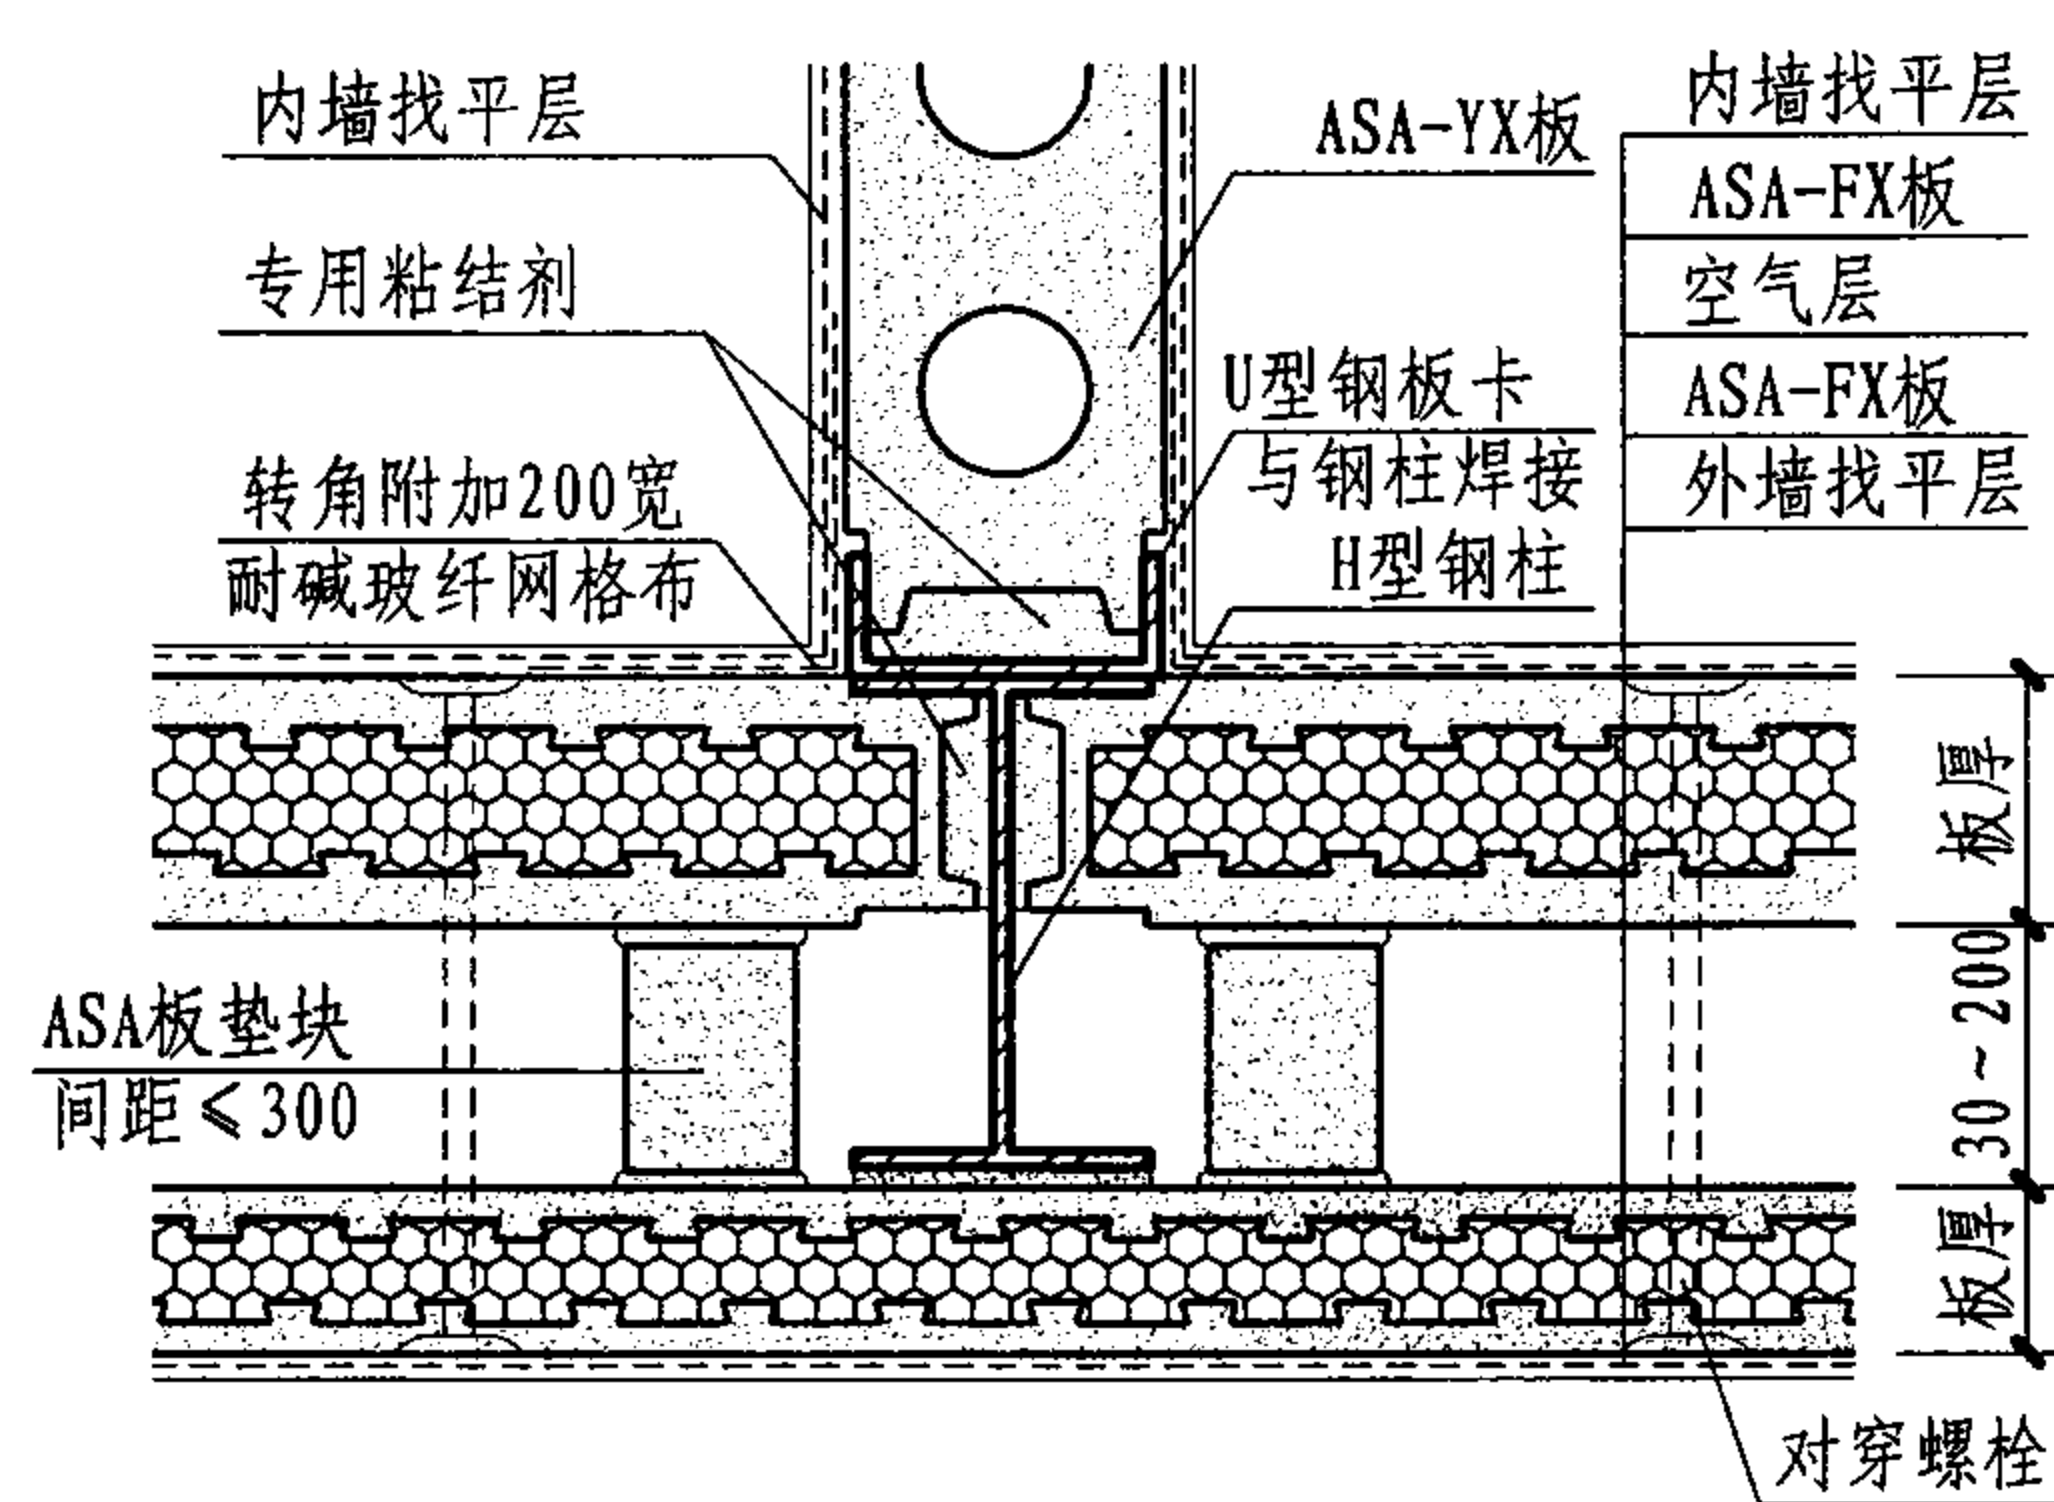 内墙找平层
专用粘结剂
转角附加200宽
耐碱玻纤网格布
ASA板垫块
间距≤300
ASA-YX板
U型钢板卡
与钢柱焊接
H型钢柱
内墙找平层
ASA-FX板
空气层
ASA-FX板
外墙找平层
板厚
30~200
板厚
对穿螺栓